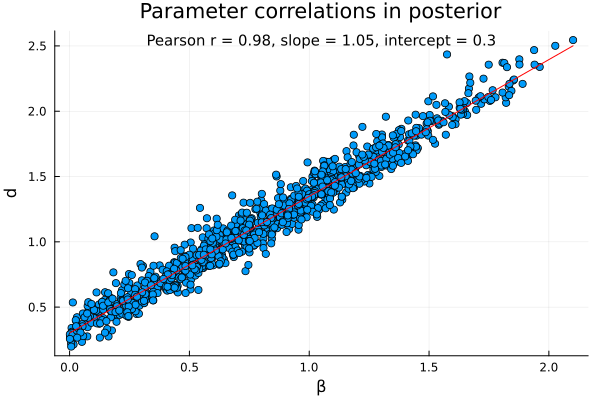 Parameter correlations in posterior
Pearson r = 0.98, slope = 1.05, intercept = 0.3
2.5
2.0
1.5
1.0
0.5
d
0.0 0.5 1.0 1.5 2.0
β